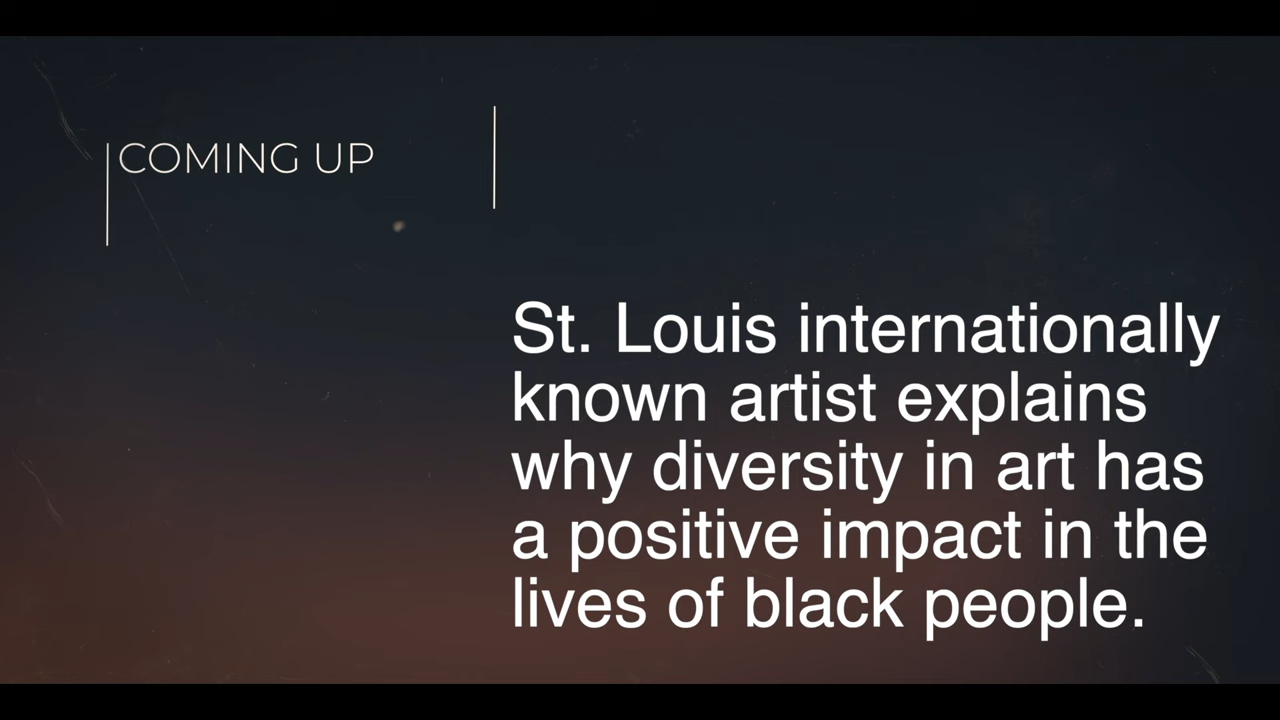 COMING UP
St. Louis internationally
known artist explains
why diversity in art has
a positive impact in the
lives of black people.